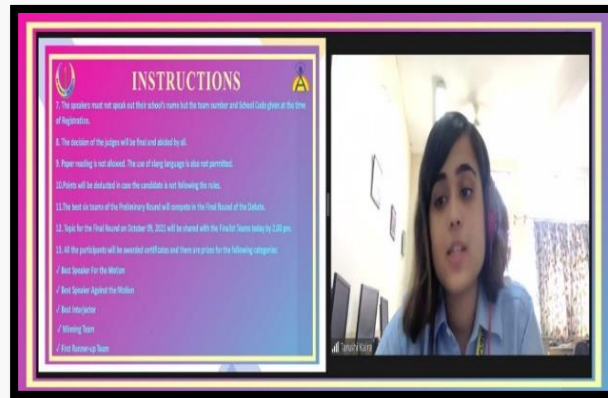 INSTRUCTIONS
7. The speakers must not speak out their school's name but the team number and School Code given at the time
of Registration.
8. The decision of the judges will be final and abided by all.
9. Paper reading is not allowed. The use of slang language is also not permitted.
10.Points will be deducted in case the candidate is not following the rules.
11.The best six teams of the Preliminary Round will compete in the Final Round of the Debate.
12. Topic for the Final Round on October 09, 2021 will be shared with the Finalist Teams today by 2:00 pm.
13. All the participants will be awarded certificates and there are prizes for the following categories:
✓ Best Speaker For the Motion
✓ Best Speaker Against the Motion
✓ Best Interjector
✓ Winning Team
✓ First Runner-up Team
Tanushi